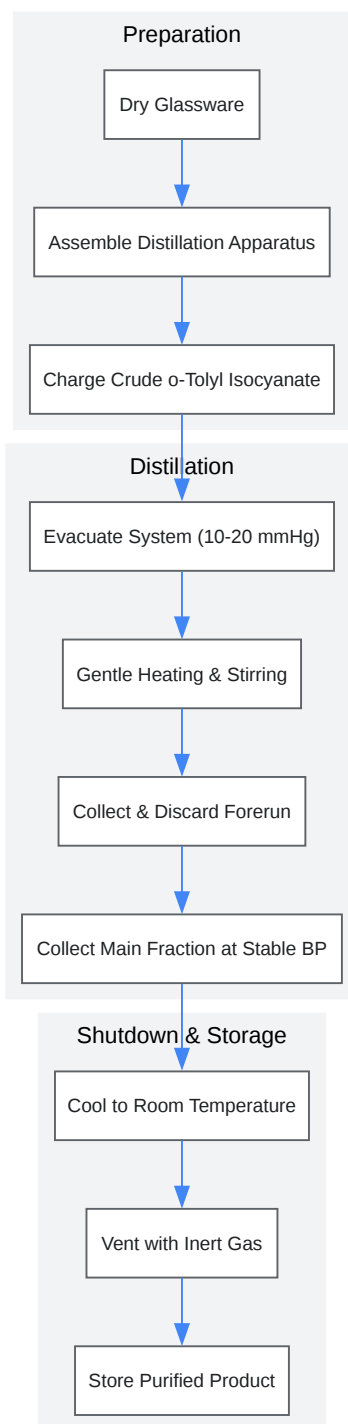 Preparation
Dry Glassware
Assemble Distillation Apparatus
Charge Crude o-Tolyl Isocyanate
Distillation
Evacuate System (10-20 mmHg)
Gentle Heating & Stirring
Collect & Discard Forerun
Collect Main Fraction at Stable BP
Shutdown & Storage
Cool to Room Temperature
Vent with Inert Gas
Store Purified Product